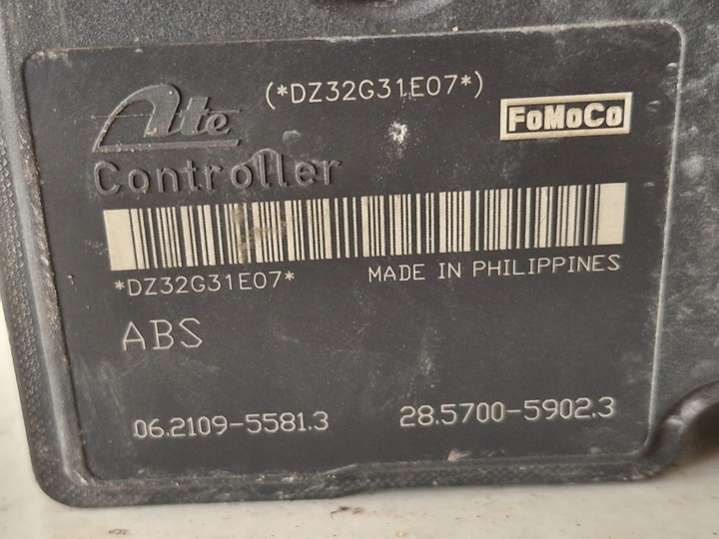 Ate
(*DZ32G31E07*)
FoMoCo
Controller
*DZ32G31E07*
MADE IN PHILIPPINES
ABS
06.2109-5581.3
28.5700-5902.3